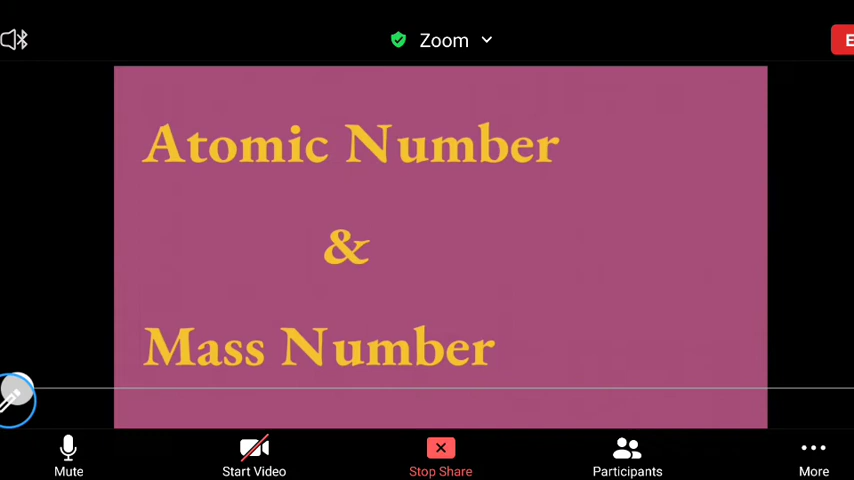 Zoom
E
Atomic Number
&
Mass Number
Mute
Start Video
Stop Share
Participants
More